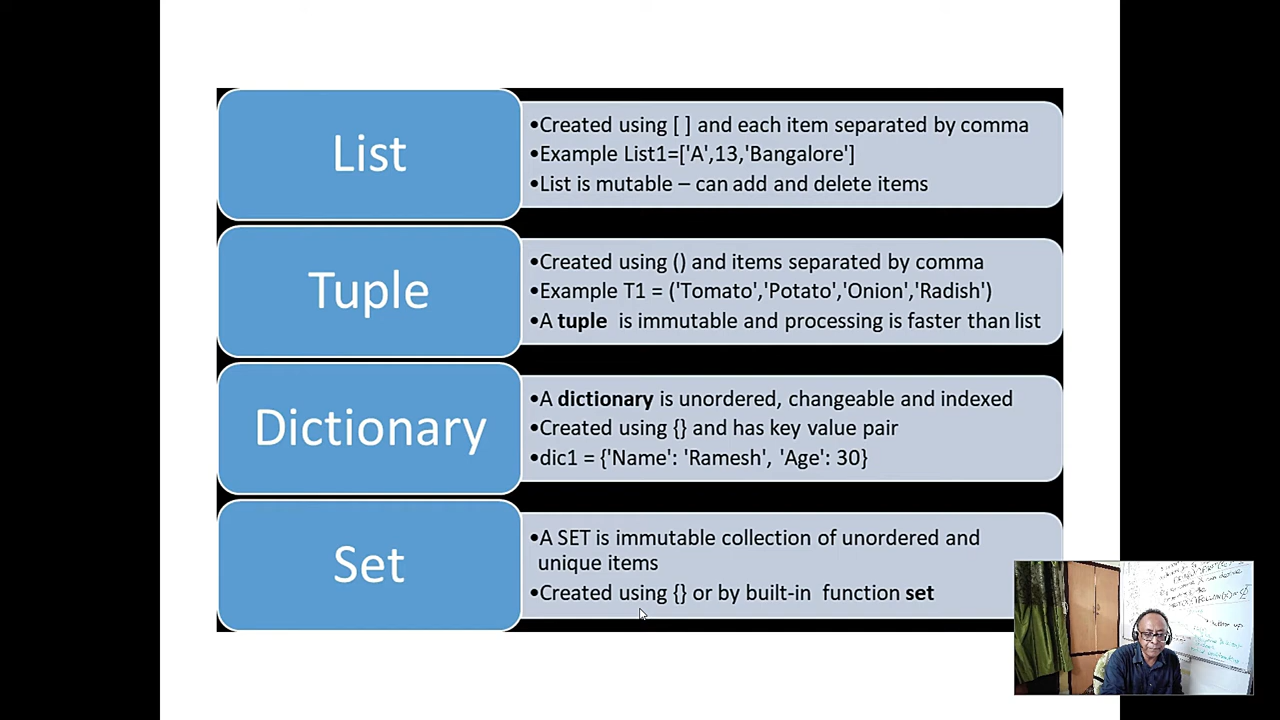 List
•Created using [ ] and each item separated by comma
•Example List1=['A',13,'Bangalore']
•List is mutable – can add and delete items
Tuple
•Created using () and items separated by comma
•Example T1 = ('Tomato','Potato','Onion','Radish')
•A tuple is immutable and processing is faster than list
Dictionary
•A dictionary is unordered, changeable and indexed
•Created using {} and has key value pair
•dic1 = {'Name': 'Ramesh', 'Age': 30}
Set
•A SET is immutable collection of unordered and
unique items
•Created using {} or by built-in function set